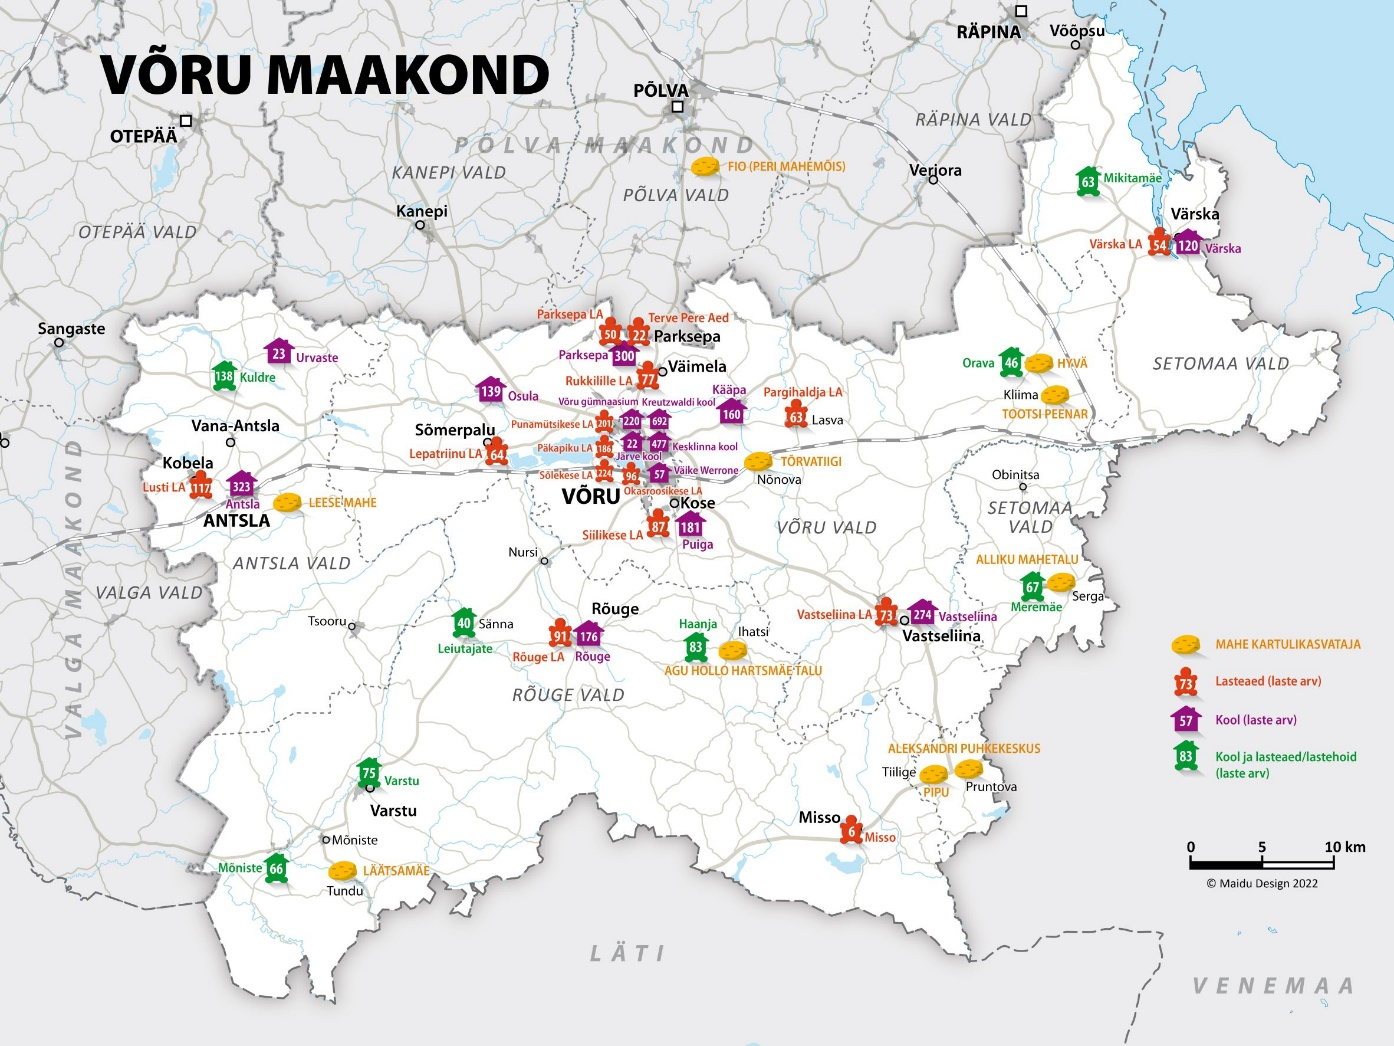 VÕRU MAAKOND
RÄPINA
Vööpsu
PÕLVA
OTEPÄÄ
RÄPINA VALD
PÕLVA MAAKOND
KANEPI VALD
FIO (PERI MAHEMÕIS)
Verjora
PÕLVA VALD
63
Mikitamäe
Kanepi
OTEPÄÄ VALD
Värska
Värska LA
54
120
Värska
Sangaste
Parksepa LA
50
Terve Pere Aed
22
Parksepa
Parksepa
300
23
Urvaste
138
Kuldre
Väimela
Rukkilille LA
77
Orava
46
HYVÄ
SETOMAA VALD
Kliima
TOOTSI PEENAR
139
Osula
Kääpa
160
Pargihaldja LA
63
Lasva
Võru gümnaasium
220
Kreutzwaldi kool
692
Punamütsikese LA
201
Vana-Antsla
Sõmerpalu
Lepatriinu LA
64
Päkapiku LA
186
22
Järve kool
477
Kesklinna kool
Kobela
Lusti LA
117
323
Antsla
ANTSLA
LEESE MAHE
Sõlekese LA
224
96
57
Väike Werrone
Okasroosikese LA
VÕRU
TÕRVATIIGI
Nõnova
Obinitsa
SETOMAA
VALD
Kose
Siilikese LA
87
181
Puiga
VÕRU VALD
VALGA MAAKOND
ANTSLA VALD
VALGA VALD
Nursi
ALLIKU MAHETALU
67
Meremäe
Serga
Tsooru
40
Sänna
Leiutajate
Rõuge
91
176
Rõuge LA
Rõuge
Haanja
83
Ihatsi
AGU HOLLO HARTSMÄE TALU
Vastseliina LA
73
274
Vastseliina
Vastseliina
RÕUGE VALD
MAHE KARTULIKASVATAJA
73
Lasteaed (laste arv)
57
Kool (laste arv)
83
Kool ja lasteaed/lastehoid
(laste arv)
ALEKSANDRI PUHKEKESKUS
Tiilige
PIPU
Pruntova
75
Varstu
Varstu
Misso
6
Misso
Mõniste
Mõniste
66
LÄÄTSAMÄE
Tundu
0 5 10 km
© Maidu Design 2022
LÄTI
VENEMAA